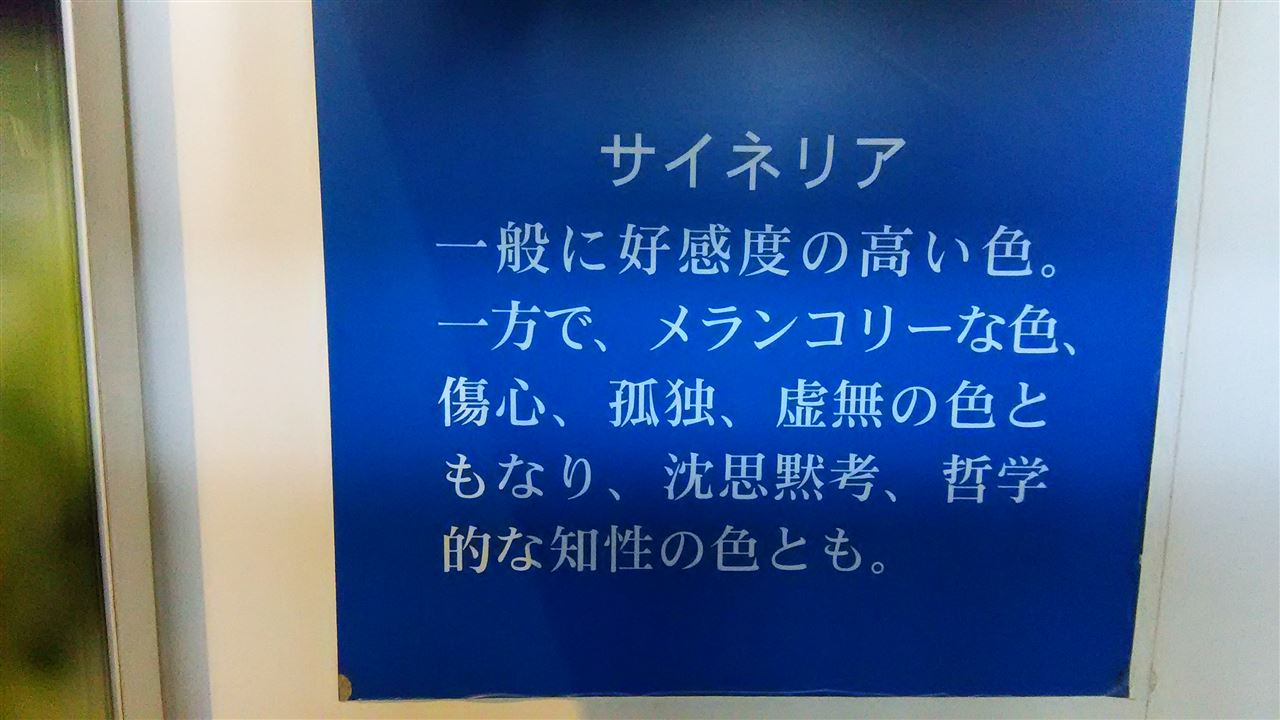 サイネリア
一般に好感度の高い色。
一方で、メランコリーな色、
傷心、孤独、虚無の色と
もなり、沈思黙考、哲学
的な知性の色とも。